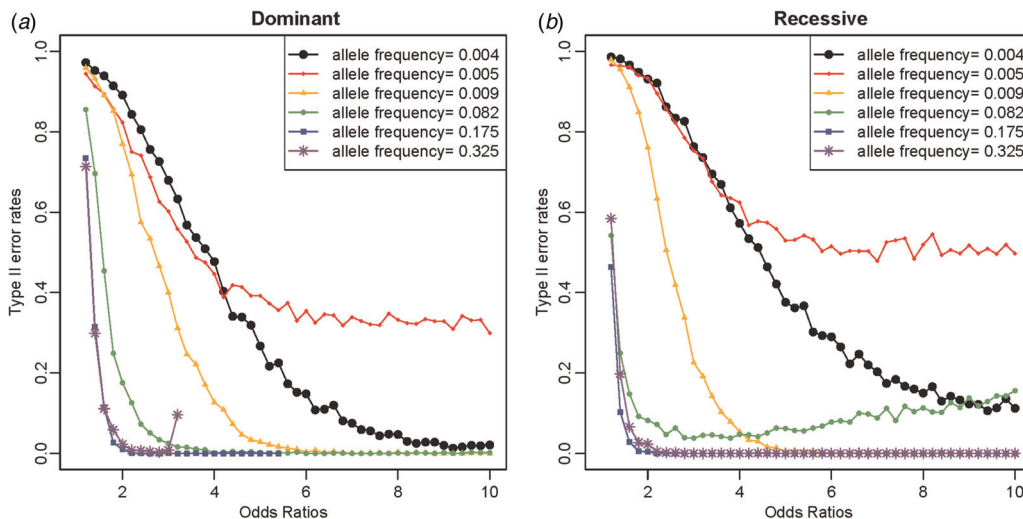 (a)
Dominant
Type II error rates
1.0
0.8
0.6
0.4
0.2
0.0
allele frequency= 0.004
allele frequency= 0.005
allele frequency= 0.009
allele frequency= 0.082
allele frequency= 0.175
allele frequency= 0.325
2
4
6
8
10
Odds Ratios
(b)
Recessive
Type II error rates
1.0
0.8
0.6
0.4
0.2
0.0
allele frequency= 0.004
allele frequency= 0.005
allele frequency= 0.009
allele frequency= 0.082
allele frequency= 0.175
allele frequency= 0.325
2
4
6
8
10
Odds Ratios